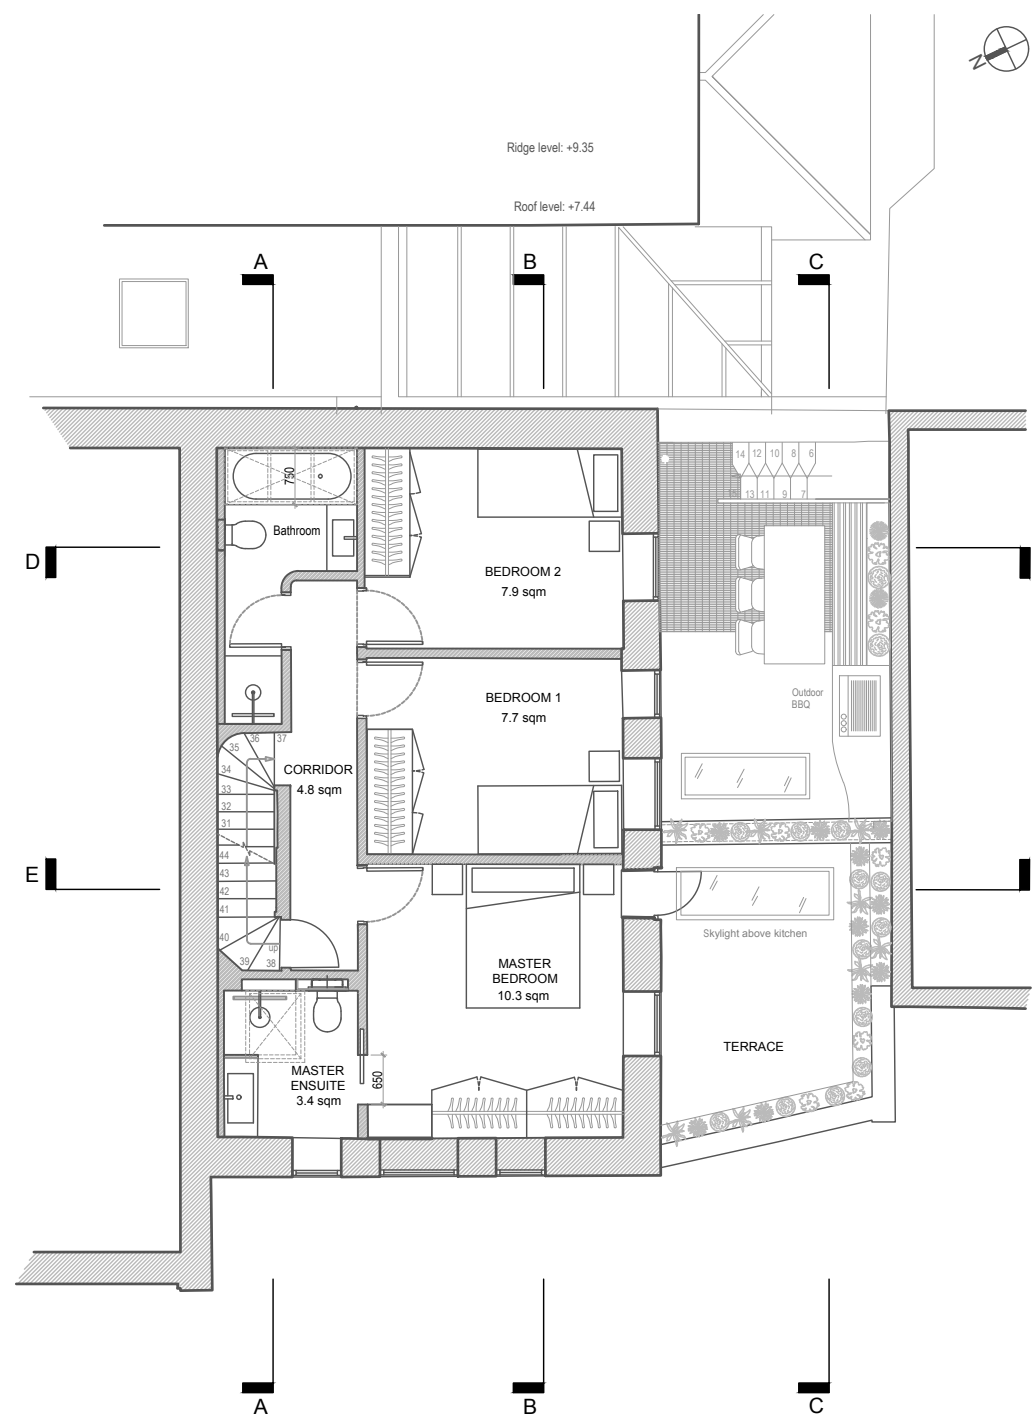 N
Ridge level: +9.35
Roof level: +7.44
A
B
C
14 12 10 8 6
13 11 9 7
750
Bathroom
D
BEDROOM 2
7.9 sqm
BEDROOM 1
7.7 sqm
Outdoor
BBQ
37
36
35
34
33
32
31
CORRIDOR
4.8 sqm
44
43
42
41
40
39
38
up
E
Skylight above kitchen
MASTER
BEDROOM
10.3 sqm
TERRACE
MASTER
ENSUITE
3.4 sqm
650
A
B
C